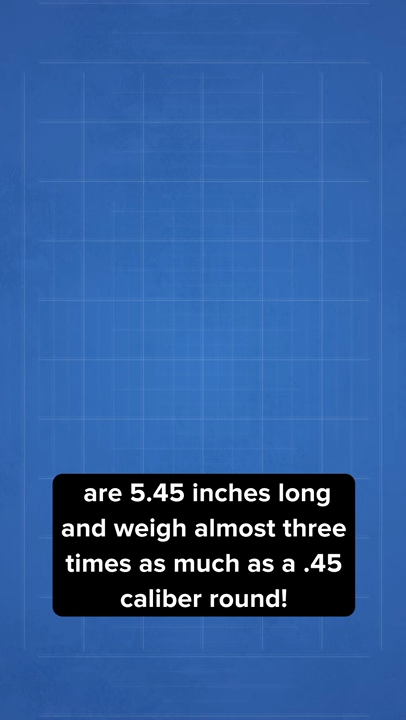 are 5.45 inches long
and weigh almost three
times as much as a .45
caliber round!